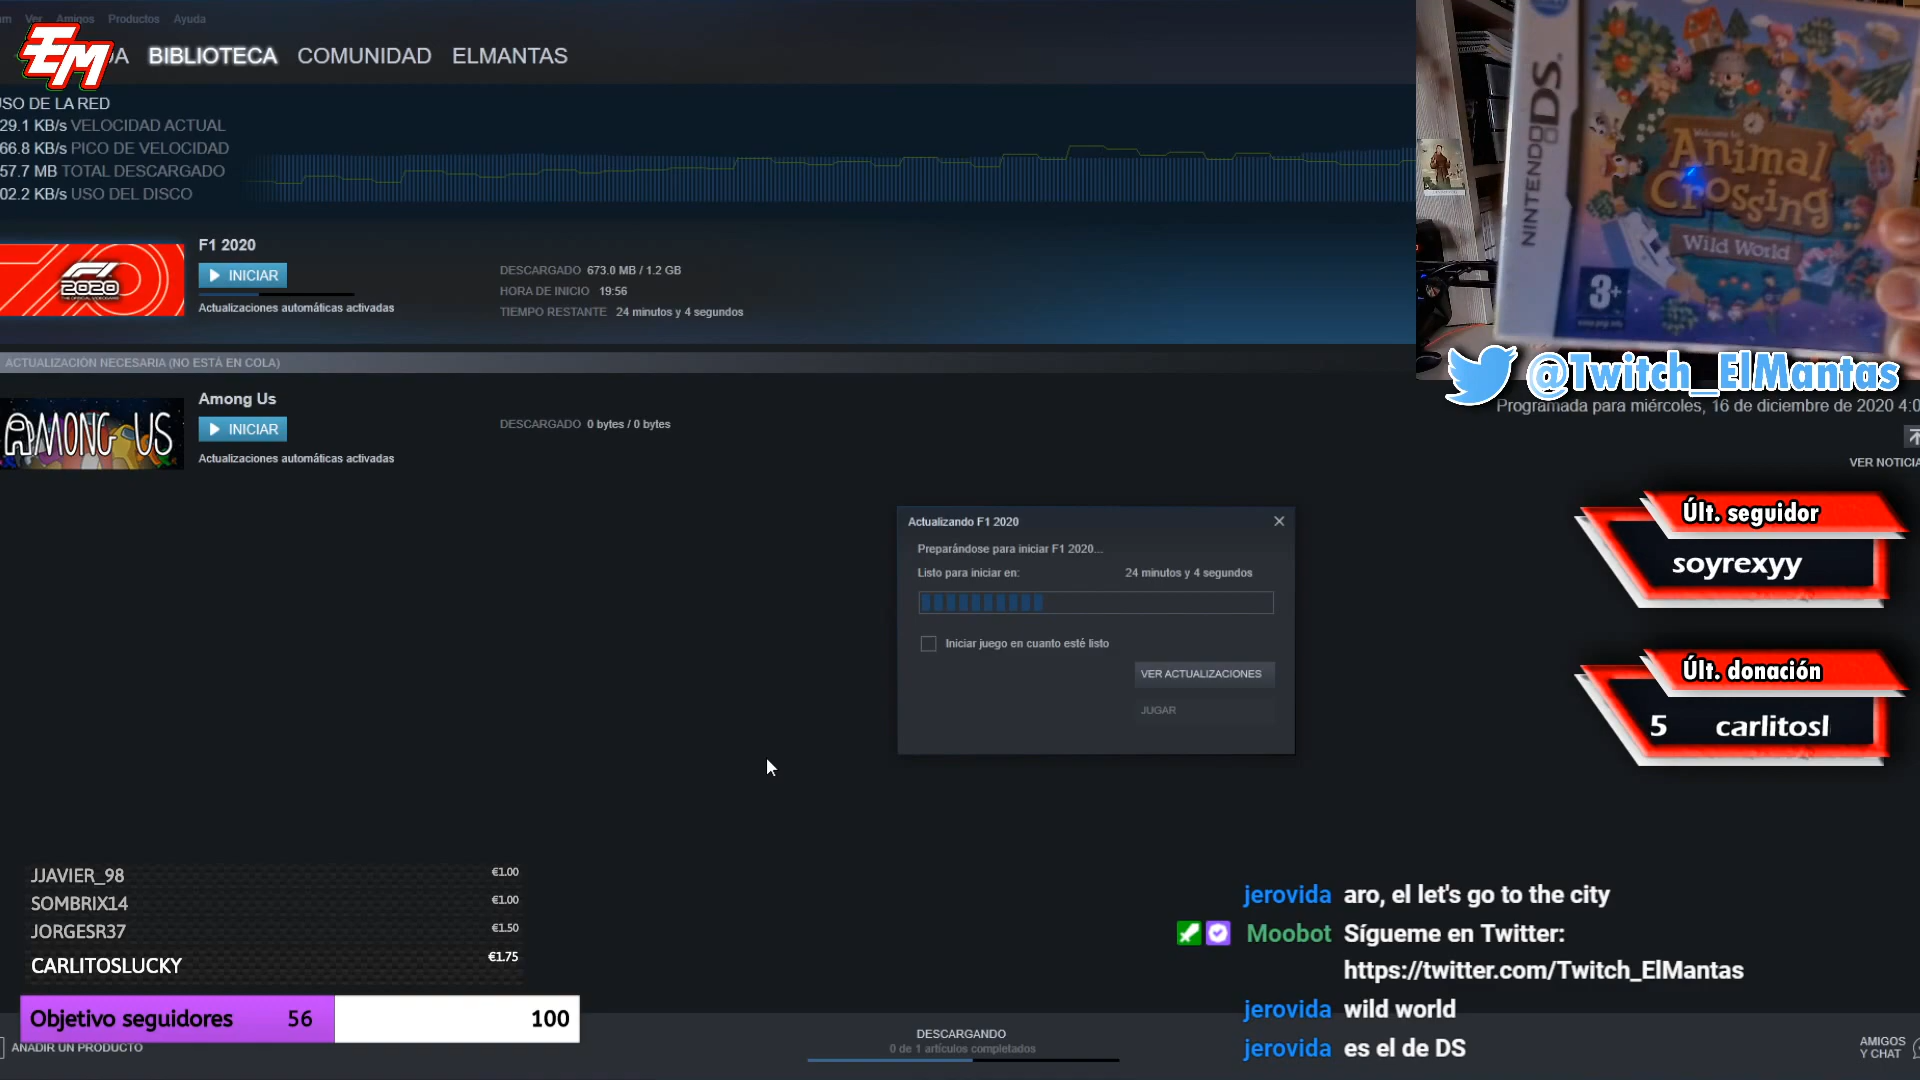 Ver Amigos Productos Ayuda
EM
BIBLIOTECA COMUNIDAD ELMANTAS
USO DE LA RED
29.1 KB/s VELOCIDAD ACTUAL
66.8 KB/s PICO DE VELOCIDAD
57.7 MB TOTAL DESCARGADO
02.2 KB/s USO DEL DISCO
F1 2020
INICIAR
Actualizaciones automáticas activadas
DESCARGADO 673.0 MB / 1.2 GB
HORA DE INICIO 19:56
TIEMPO RESTANTE 24 minutos y 4 segundos
F1
2020
ACTUALIZACIÓN NECESARIA (NO ESTÁ EN COLA)
AMONG US
Among Us
INICIAR
Actualizaciones automáticas activadas
DESCARGADO 0 bytes / 0 bytes
NINTENDO DS
Welcome to
Animal
Crossing
Wild World
3+
@Twitch_ElMantas
Programada para miércoles, 16 de diciembre de 2020 4:0
VER NOTICIA
Actualizando F1 2020
Preparándose para iniciar F1 2020...
Listo para iniciar en: 24 minutos y 4 segundos
Iniciar juego en cuanto esté listo
VER ACTUALIZACIONES
JUGAR
Últ. seguidor
soyrexyy
Últ. donación
5 carlitosl
JJAVIER_98 €1.00
SOMBRIX14 €1.00
JORGESR37 €1.50
CARLITOSLUCKY €1.75
Objetivo seguidores 56 100
AÑADIR UN PRODUCTO
DESCARGANDO
0 de 1 artículos completados
jerovida aro, el let's go to the city
Moobot Sígueme en Twitter:
https://twitter.com/Twitch_ElMantas
jerovida wild world
jerovida es el de DS
AMIGOS
Y CHAT